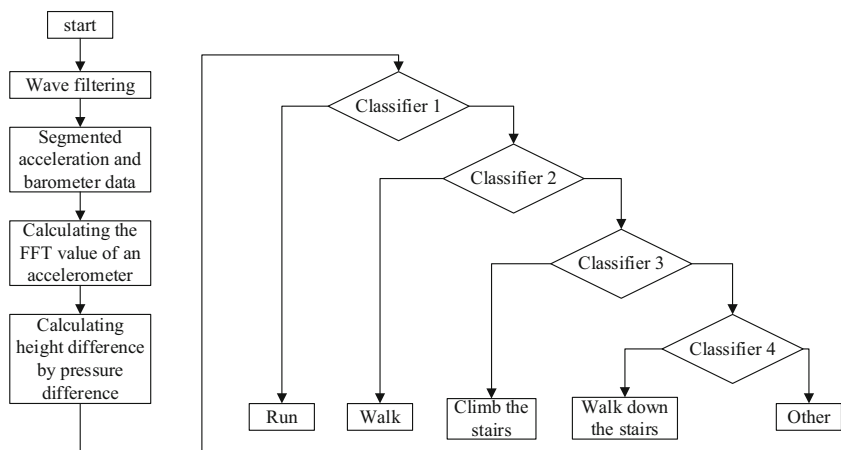 start
Wave filtering
Segmented
acceleration and
barometer data
Calculating the
FFT value of an
accelerometer
Calculating
height difference
by pressure
difference
Classifier 1
Classifier 2
Classifier 3
Classifier 4
Run
Walk
Climb the
stairs
Walk down
the stairs
Other